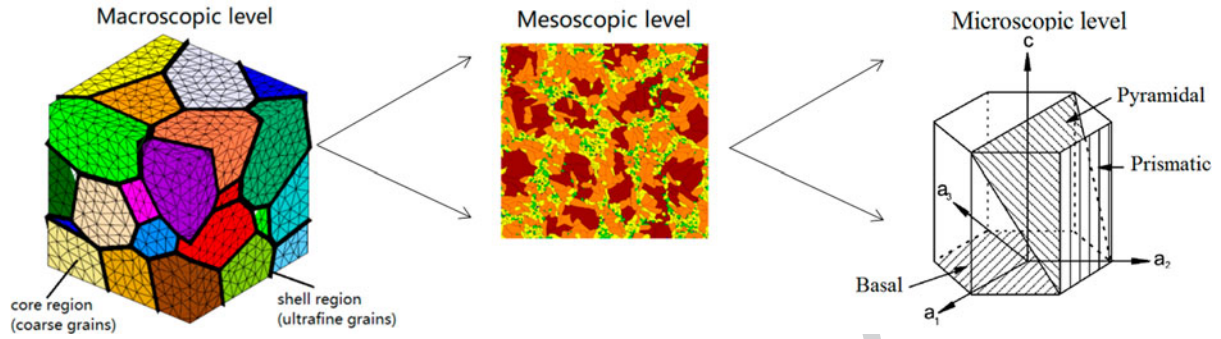 Macroscopic level
Mesoscopic level
Microscopic level
c
Pyramidal
Prismatic
a3
a2
Basal
a1
core region
(coarse grains)
shell region
(ultrafine grains)